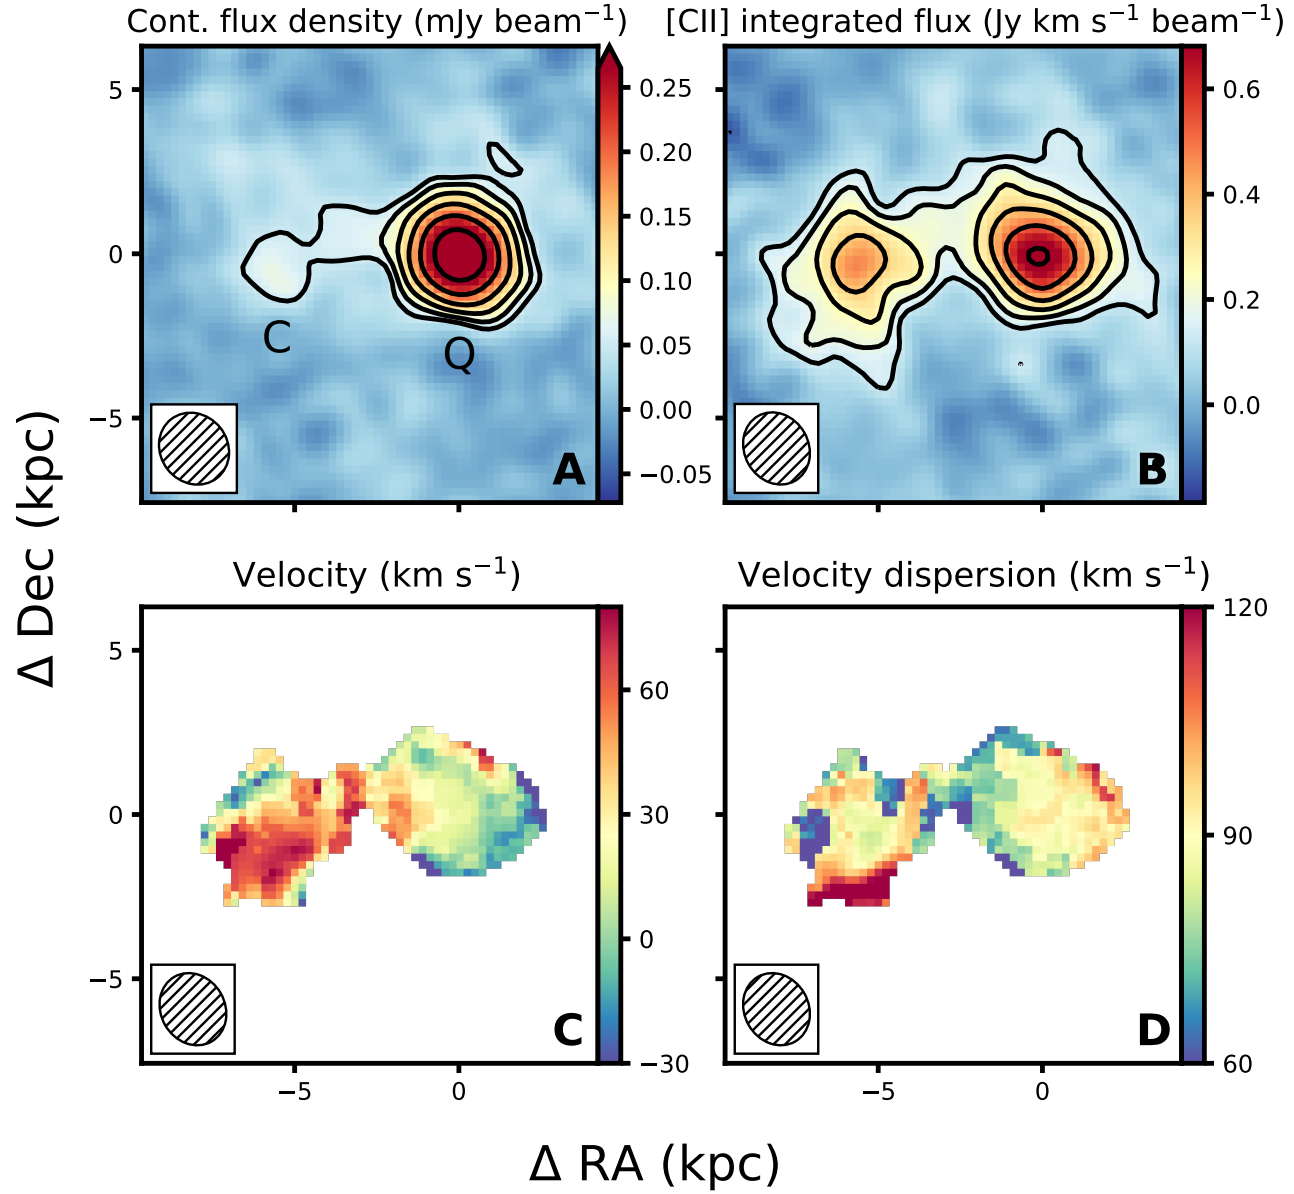 Cont. flux density (mJy beam⁻¹)
[CII] integrated flux (Jy km s⁻¹ beam⁻¹)
5
0
−5
C
Q
A
0.25
0.20
0.15
0.10
0.05
0.00
−0.05
B
0.6
0.4
0.2
0.0
Δ Dec (kpc)
Velocity (km s⁻¹)
Velocity dispersion (km s⁻¹)
5
0
−5
C
60
30
0
−30
D
120
90
60
−5
0
−5
0
Δ RA (kpc)